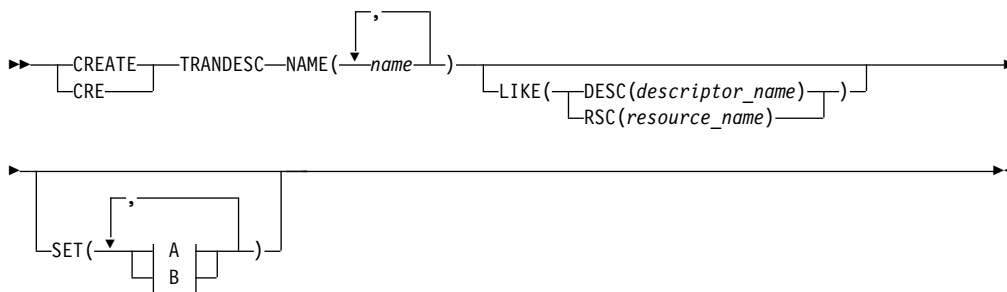 ,
CREATE TRANDESC NAME( name )
CRE LIKE( DESC(descriptor_name) )
RSC(resource_name)
,
SET( A )
B